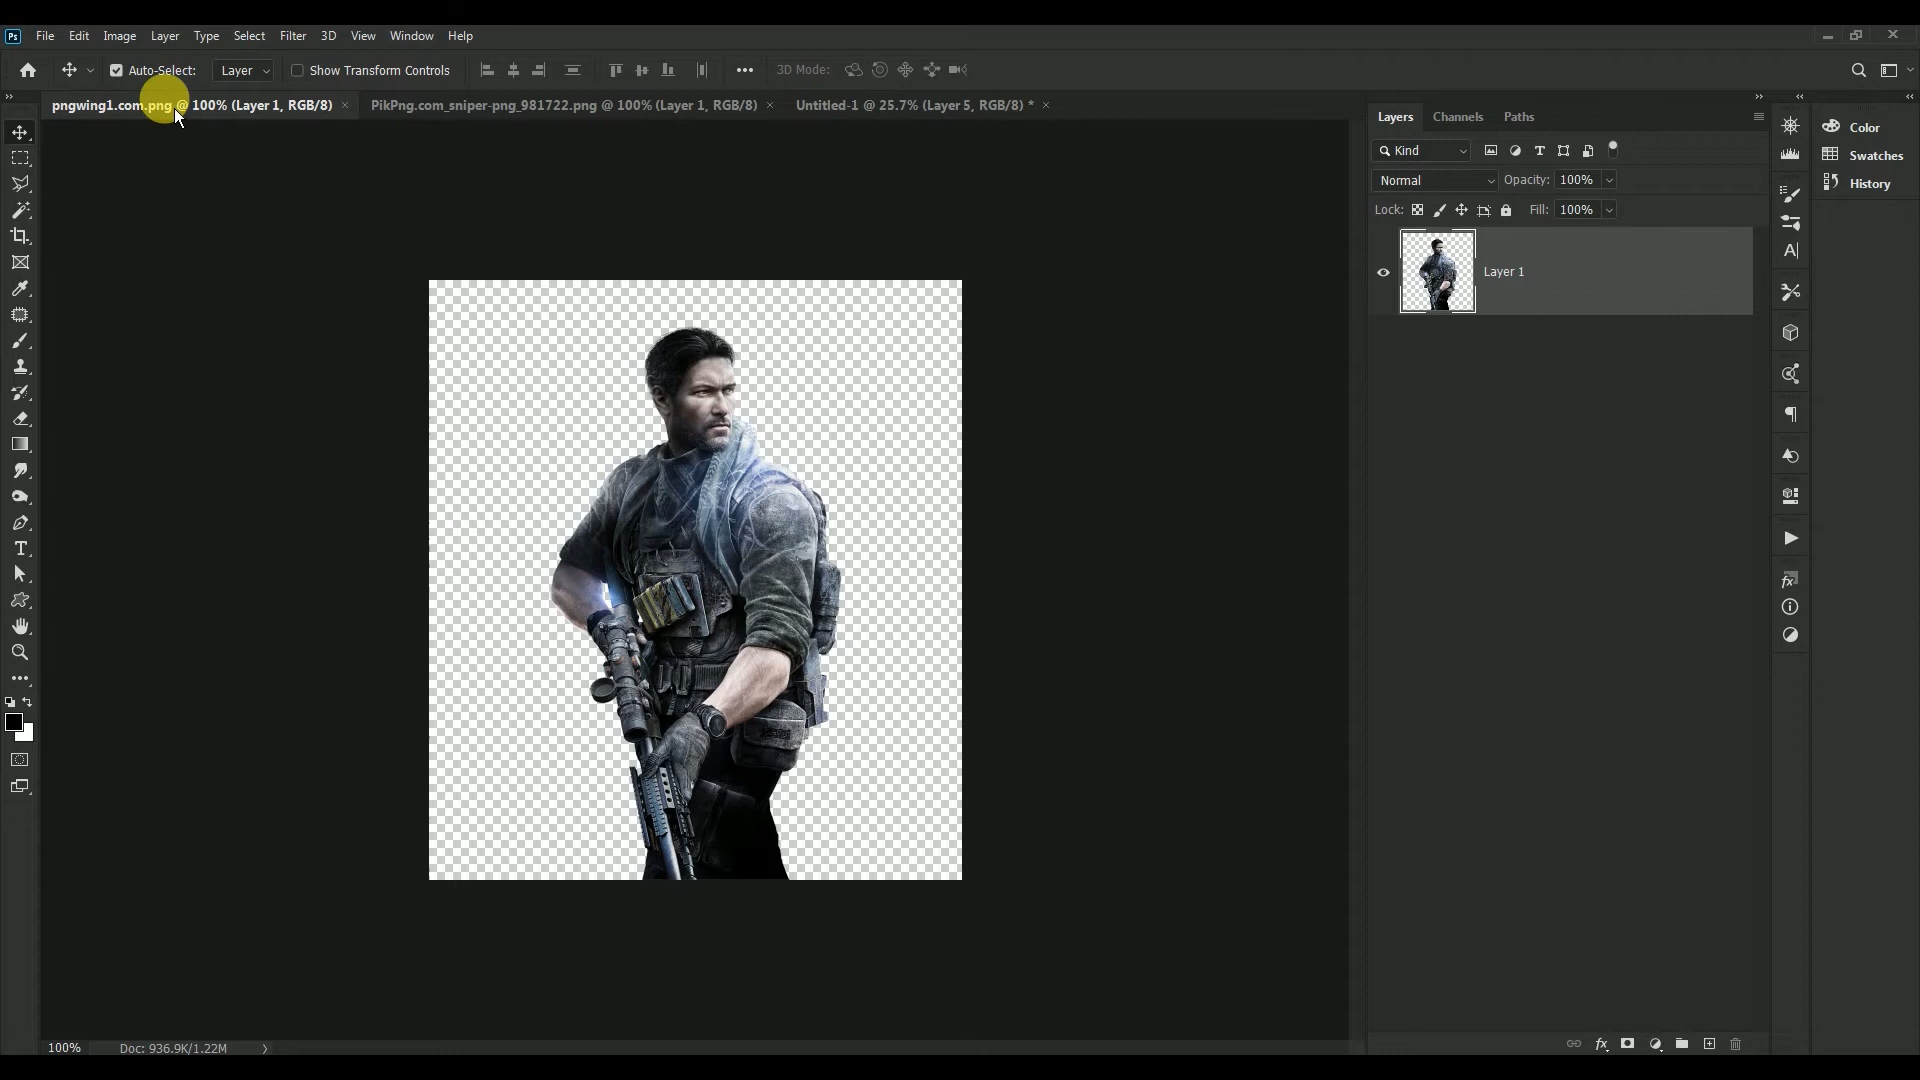 Ps File Edit Image Layer Type Select Filter 3D View Window Help
Auto-Select: Layer Show Transform Controls ••• 3D Mode:
pngwing1.com.png @ 100% (Layer 1, RGB/8) × PikPng.com_sniper-png_981722.png @ 100% (Layer 1, RGB/8) × Untitled-1 @ 25.7% (Layer 5, RGB/8) * ×
Layers Channels Paths
Color
Kind
Swatches
Normal Opacity: 100%
History
Lock: Fill: 100%
Layer 1
100% Doc: 936.9K/1.22M
fx